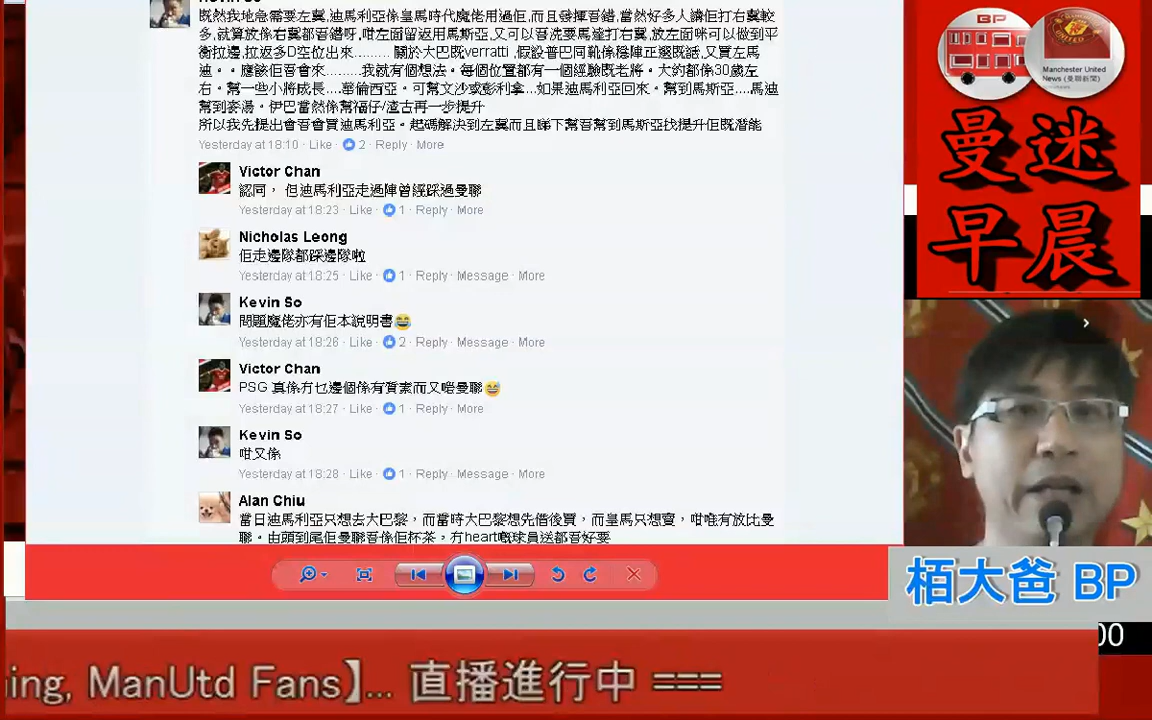 既然我地急需要左翼,迪馬利亞係皇馬時代魔佬用過佢,而且發揮吾錯,當然好多人講佢打右翼較
多,就算放係右翼都吾錯呀,咁左面留返用馬斯亞,又可以吾洗要馬達打右翼,放左面咪可以做到平
衡拉邊,拉返多D空位出來......... 關於大巴既verratti ,假設普巴同靴係穩陣正選既話,又買左馬
迪。。應該佢吾會來.........我就有個想法。每個位置都有一個經驗既老將。大約都係30歲左
右。幫一些小將成長....華倫西亞。可幫文沙或彭利拿...如果迪馬利亞回來。幫到馬斯亞....馬迪
幫到麥湯。伊巴當然係幫福仔/渣古再一步提升
所以我先提出會吾會買迪馬利亞。起碼解決到左翼而且睇下幫吾幫到馬斯亞找提升佢既潛能
Yesterday at 18:10 · Like · 2 · Reply · More
Victor Chan
認同， 但迪馬利亞走過陣曾經踩過曼聯
Yesterday at 18:23 · Like · 1 · Reply · More
Nicholas Leong
佢走邊隊都踩邊隊啦
Yesterday at 18:25 · Like · 1 · Reply · Message · More
Kevin So
問題魔佬亦有佢本說明書😂
Yesterday at 18:26 · Like · 2 · Reply · Message · More
Victor Chan
PSG 真係冇乜邊個係有質素而又啱曼聯😅
Yesterday at 18:27 · Like · 1 · Reply · More
Kevin So
咁又係
Yesterday at 18:28 · Like · 1 · Reply · Message · More
Alan Chiu
當日迪馬利亞只想去大巴黎，而當時大巴黎想先借後買，而皇馬只想賣，咁唯有放比曼
聯。由頭到尾佢曼聯吾係佢杯茶，冇heart嘅球員送都吾好要
BP
MANCHESTER
UNITED
Manchester United
News (曼聯新聞)
曼迷
早晨
栢大爸 BP
00
ning, ManUtd Fans】... 直播進行中 ===